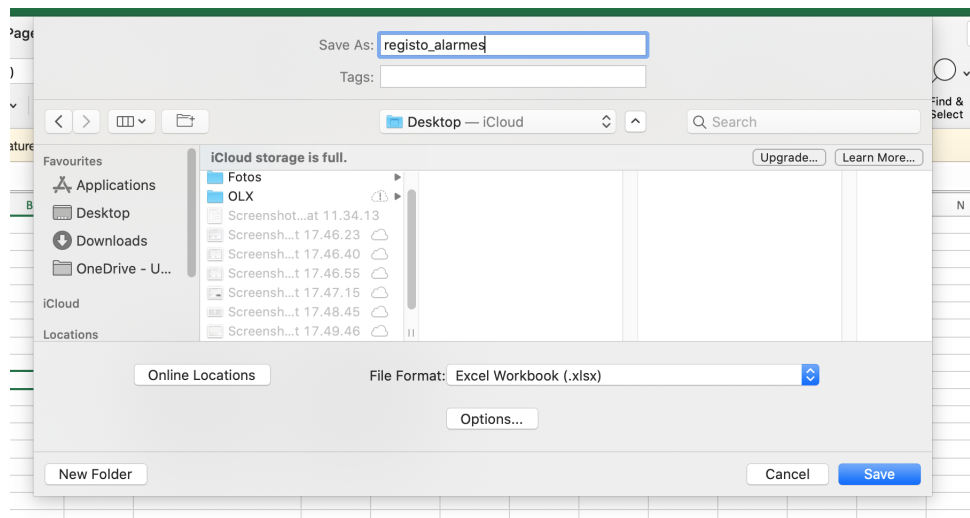 Page
Save As: registo_alarmes
Tags:
)
Find &
Select
Desktop — iCloud
Search
ature
Favourites
Applications
Desktop
Downloads
OneDrive - U...
iCloud
Locations
iCloud storage is full.
Upgrade...
Learn More...
Fotos
OLX
Screenshot...at 11.34.13
Screensh...t 17.46.23
Screensh...t 17.46.40
Screensh...t 17.46.55
Screensh...t 17.47.15
Screensh...t 17.48.45
Screensh...t 17.49.46
B
N
Online Locations
File Format: Excel Workbook (.xlsx)
Options...
New Folder
Cancel
Save